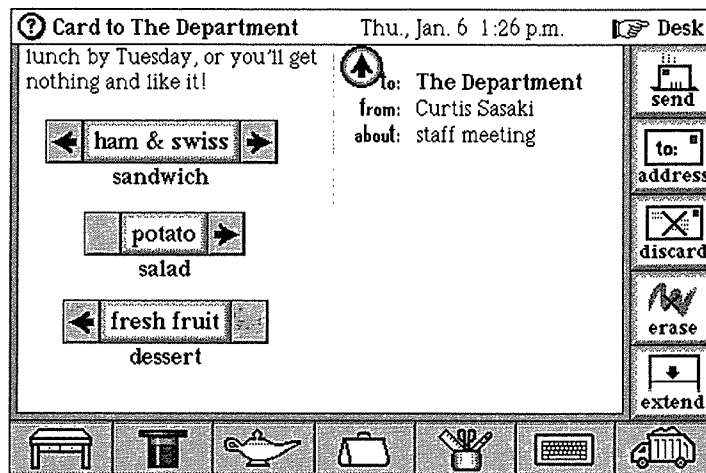 ? Card to The Department Thu., Jan. 6 1:26 p.m. Desk
lunch by Tuesday, or you'll get
nothing and like it!
ham & swiss
sandwich
potato
salad
fresh fruit
dessert
to: The Department
from: Curtis Sasaki
about: staff meeting
send
to:
address
discard
erase
extend